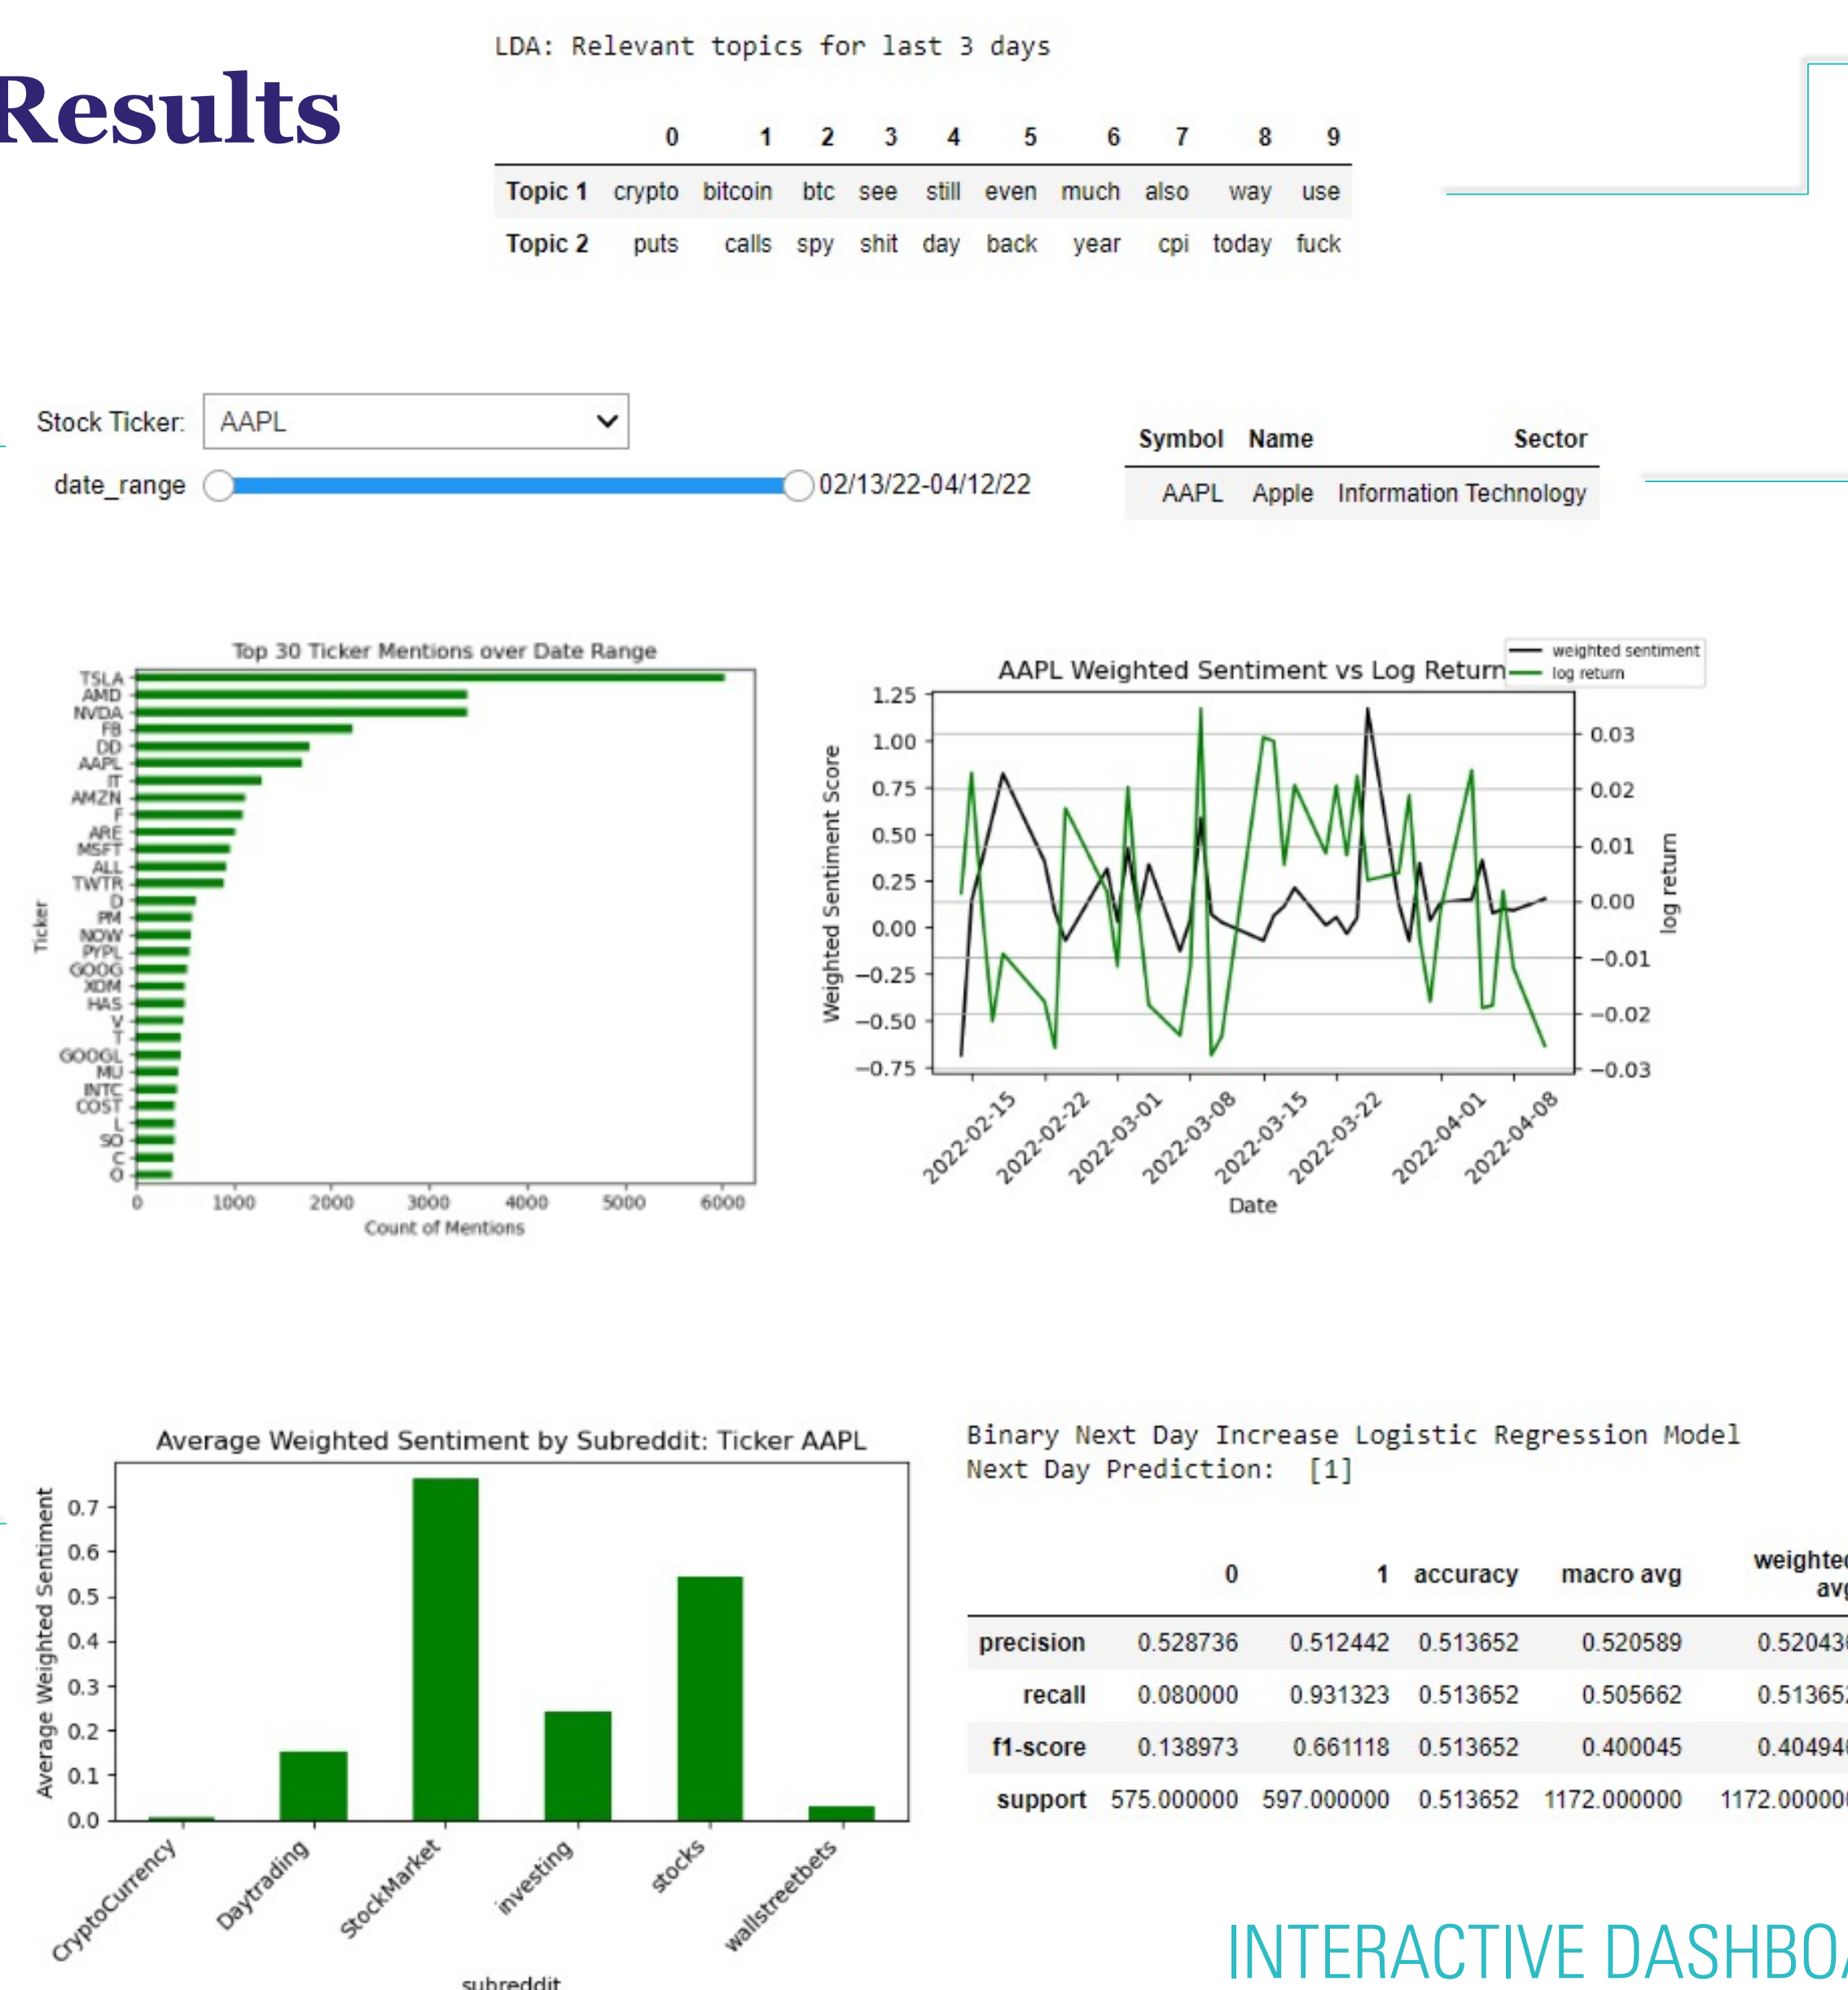 Results
LDA: Relevant topics for last 3 days
0 1 2 3 4 5 6 7 8 9
Topic 1 crypto bitcoin btc see still even much also way use
Topic 2 puts calls spy shit day back year cpi today fuck
Stock Ticker: AAPL
date_range 02/13/22-04/12/22
Symbol Name Sector
AAPL Apple Information Technology
Top 30 Ticker Mentions over Date Range
Ticker
TSLA
AMD
NVDA
FB
DD
AAPL
IT
AMZN
F
ARE
MSFT
ALL
TWTR
D
PM
NOW
PYPL
GOOG
XOM
HAS
V
T
GOOGL
MU
INTC
COST
L
SO
C
O
0 1000 2000 3000 4000 5000 6000
Count of Mentions
AAPL Weighted Sentiment vs Log Return
weighted sentiment
log return
Weighted Sentiment Score
1.25
1.00
0.75
0.50
0.25
0.00
−0.25
−0.50
−0.75
0.03
0.02
0.01
0.00
−0.01
−0.02
−0.03
log return
2022-02-15 2022-02-22 2022-03-01 2022-03-08 2022-03-15 2022-03-22 2022-04-01 2022-04-08
Date
Average Weighted Sentiment by Subreddit: Ticker AAPL
Average Weighted Sentiment
0.7
0.6
0.5
0.4
0.3
0.2
0.1
0.0
CryptoCurrency Daytrading StockMarket investing stocks wallstreetbets
subreddit
Binary Next Day Increase Logistic Regression Model
Next Day Prediction: [1]
0 1 accuracy macro avg weighted avg
precision 0.528736 0.512442 0.513652 0.520589 0.52043
recall 0.080000 0.931323 0.513652 0.505662 0.51365
f1-score 0.138973 0.661118 0.513652 0.400045 0.40494
support 575.000000 597.000000 0.513652 1172.000000 1172.00000
INTERACTIVE DASHBOA